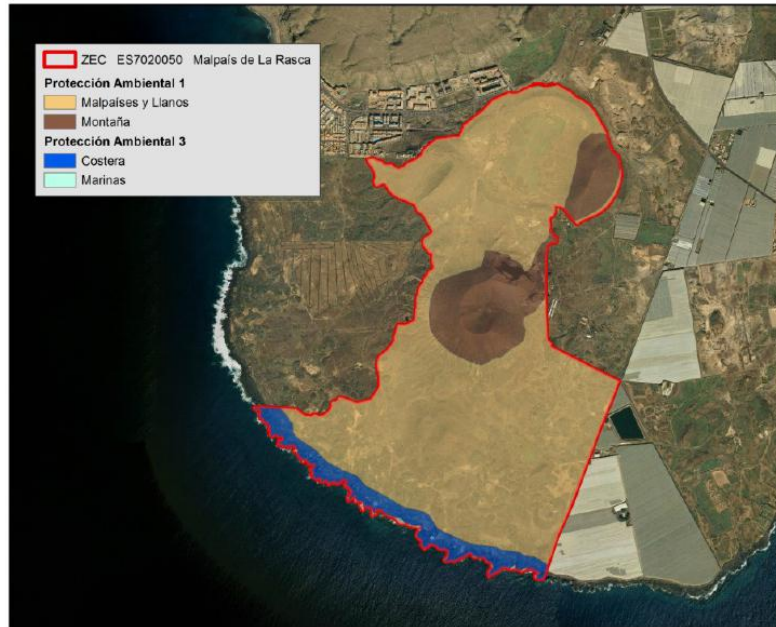 ZEC ES7020050 Malpaís de La Rasca
Protección Ambiental 1
Malpaíses y Llanos
Montaña
Protección Ambiental 3
Costera
Marinas